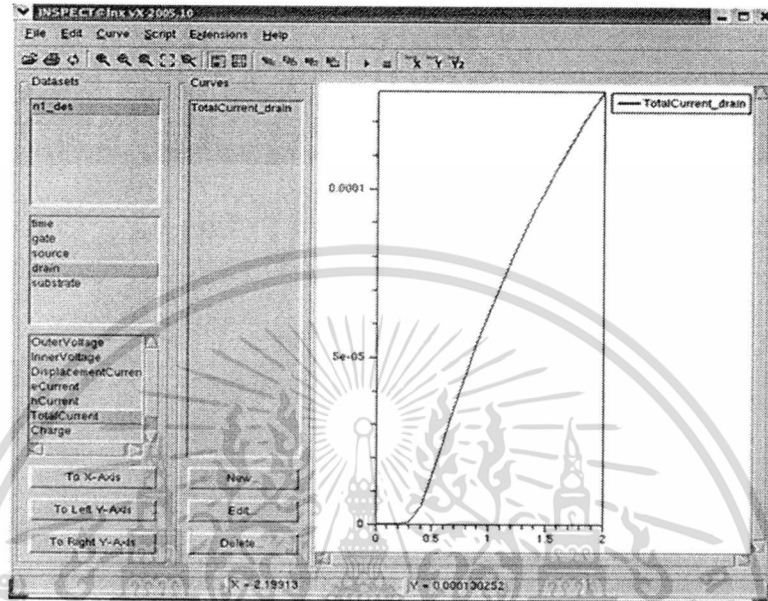 INSPECT@lnx vX-2005.10
File Edit Curve Script Extensions Help
X Y Y2
Datasets
n1_des
time
gate
source
drain
substrate
OuterVoltage
InnerVoltage
DisplacementCurren
eCurrent
hCurrent
TotalCurrent
Charge
To X-Axis
To Left Y-Axis
To Right Y-Axis
Curves
TotalCurrent_drain
New...
Edit...
Delete...
TotalCurrent_drain
0.0001
5e-05
0
0 0.5 1 1.5 2
X = 2.19913 Y = 0.000130252